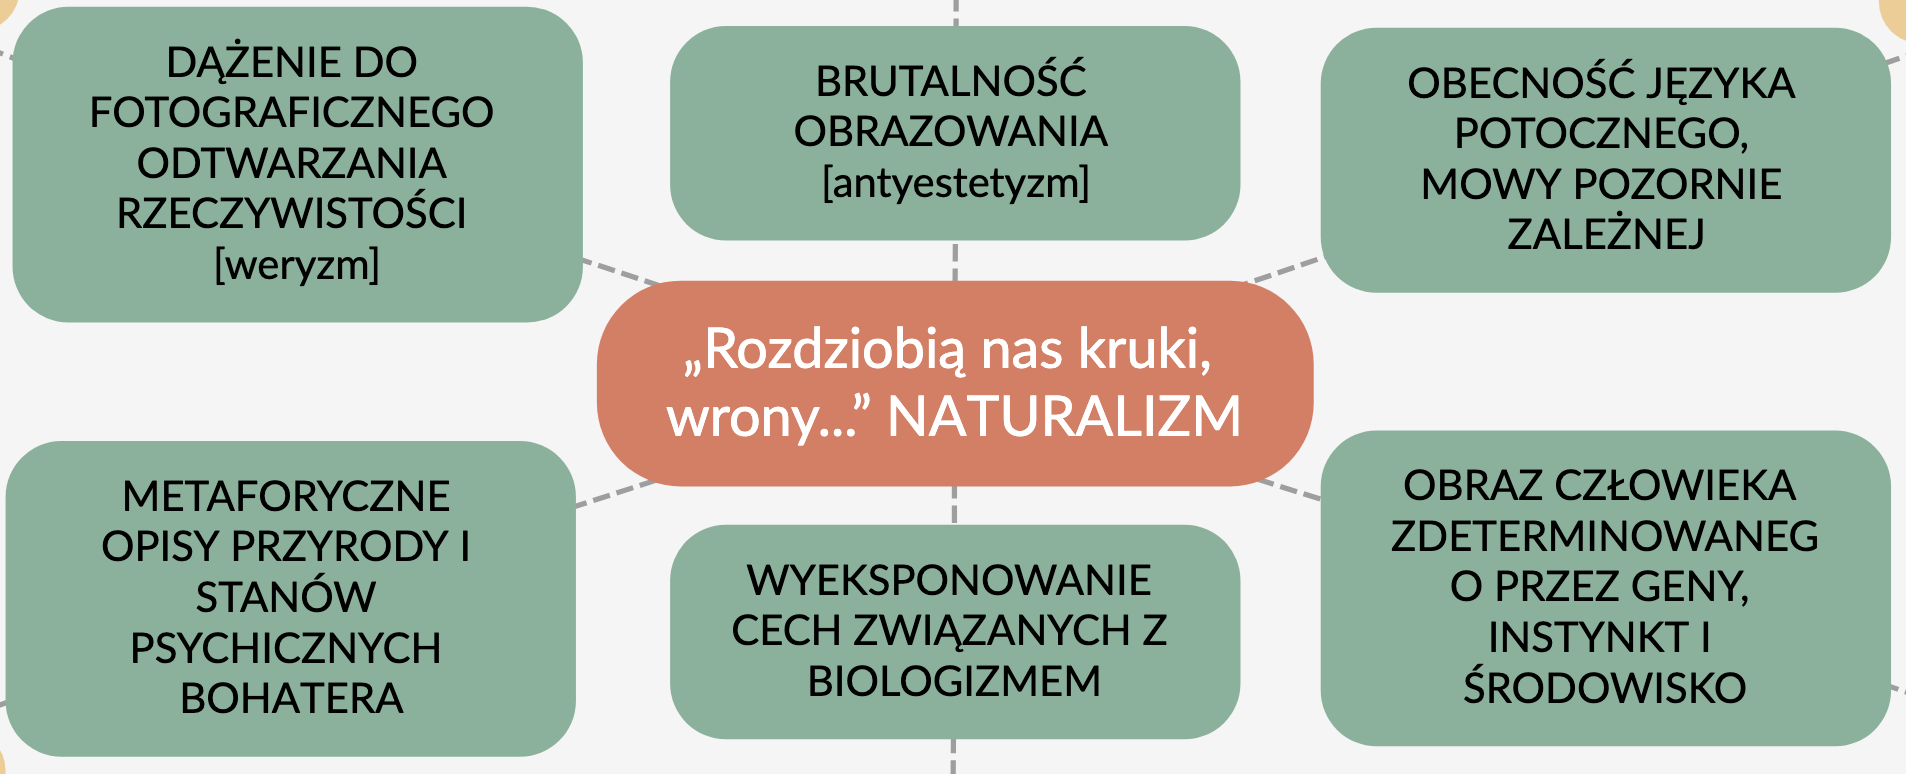 DĄŻENIE DO
FOTOGRAFICZNEGO
ODTWARZANIA
RZECZYWISTOŚCI
[weryzm]
BRUTALNOŚĆ
OBRAZOWANIA
[antyestetyzm]
OBECNOŚĆ JĘZYKA
POTOCZNEGO,
MOWY POZORNIE
ZALEŻNEJ
„Rozdziobią nas kruki,
wrony...” NATURALIZM
METAFORYCZNE
OPISY PRZYRODY I
STANÓW
PSYCHICZNYCH
BOHATERA
WYEKSPONOWANIE
CECH ZWIĄZANYCH Z
BIOLOGIZMEM
OBRAZ CZŁOWIEKA
ZDETERMINOWANEG
O PRZEZ GENY,
INSTYNKT I
ŚRODOWISKO